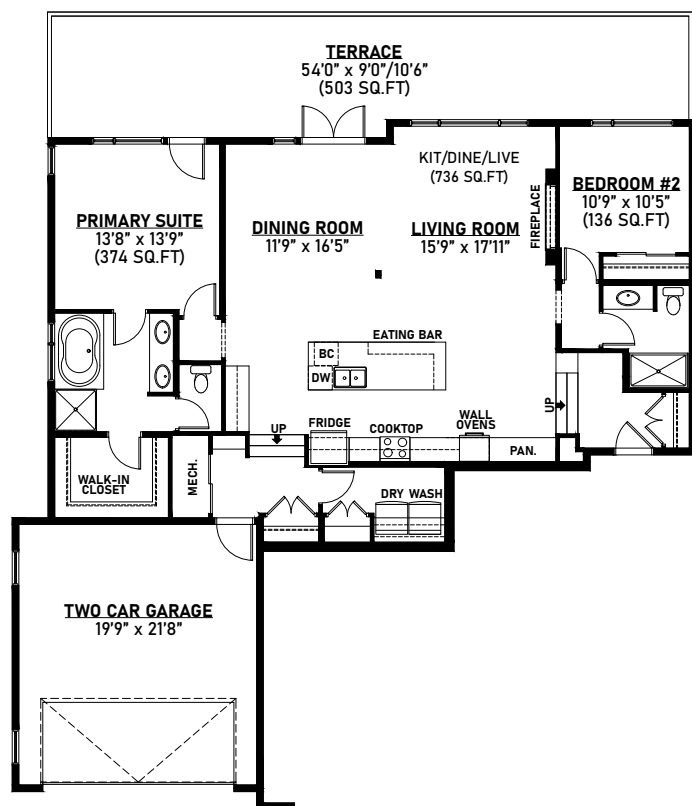 TERRACE
54'0" x 9'0"/10'6"
(503 SQ.FT)
KIT/DINE/LIVE
(736 SQ.FT)
PRIMARY SUITE
13'8" x 13'9"
(374 SQ.FT)
DINING ROOM
11'9" x 16'5"
LIVING ROOM
15'9" x 17'11"
FIREPLACE
BEDROOM #2
10'9" x 10'5"
(136 SQ.FT)
EATING BAR
BC
DW
UP
FRIDGE
COOKTOP
WALL
OVENS
PAN.
UP
WALK-IN
CLOSET
MECH.
DRY WASH
TWO CAR GARAGE
19'9" x 21'8"